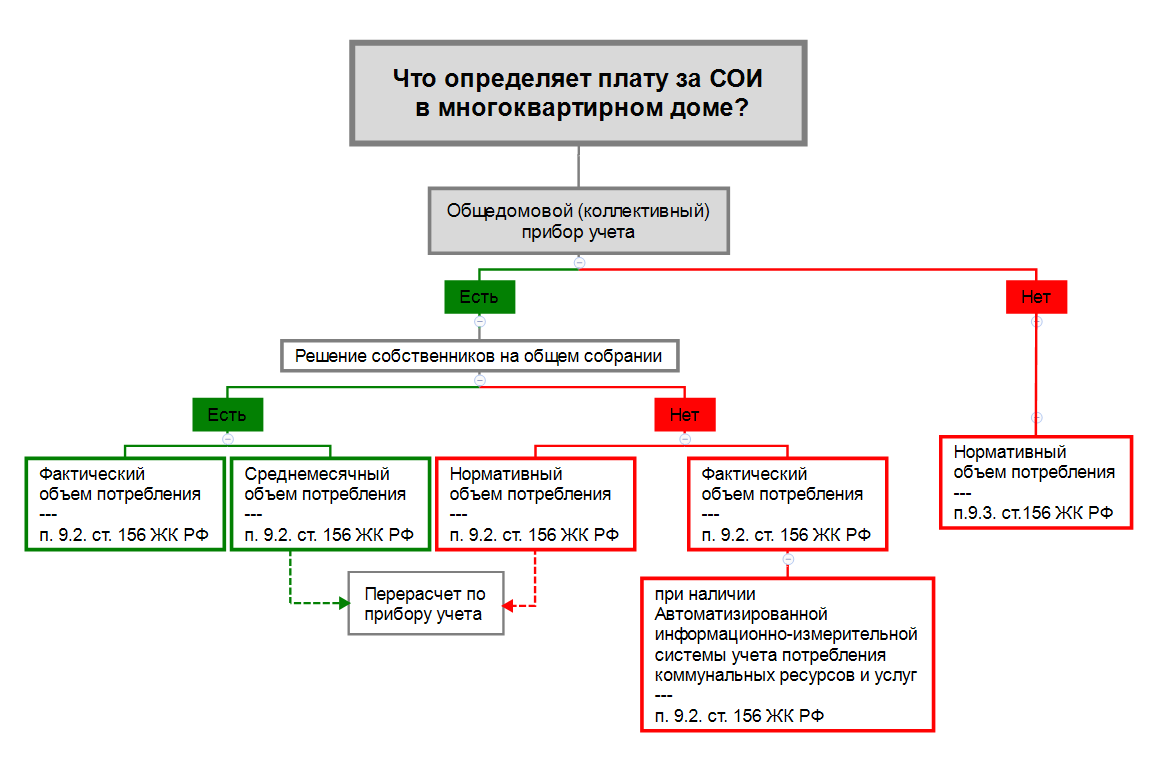 Что определяет плату за СОИ
в многоквартирном доме?
Общедомовой (коллективный)
прибор учета
Есть
Нет
Решение собственников на общем собрании
Есть
Нет
Фактический
объем потребления
---
п. 9.2. ст. 156 ЖК РФ
Среднемесячный
объем потребления
---
п. 9.2. ст. 156 ЖК РФ
Нормативный
объем потребления
---
п. 9.2. ст. 156 ЖК РФ
Фактический
объем потребления
---
п. 9.2. ст. 156 ЖК РФ
Нормативный
объем потребления
---
п.9.3. ст.156 ЖК РФ
Перерасчет по
прибору учета
при наличии
Автоматизированной
информационно-измерительной
системы учета потребления
коммунальных ресурсов и услуг
---
п. 9.2. ст. 156 ЖК РФ